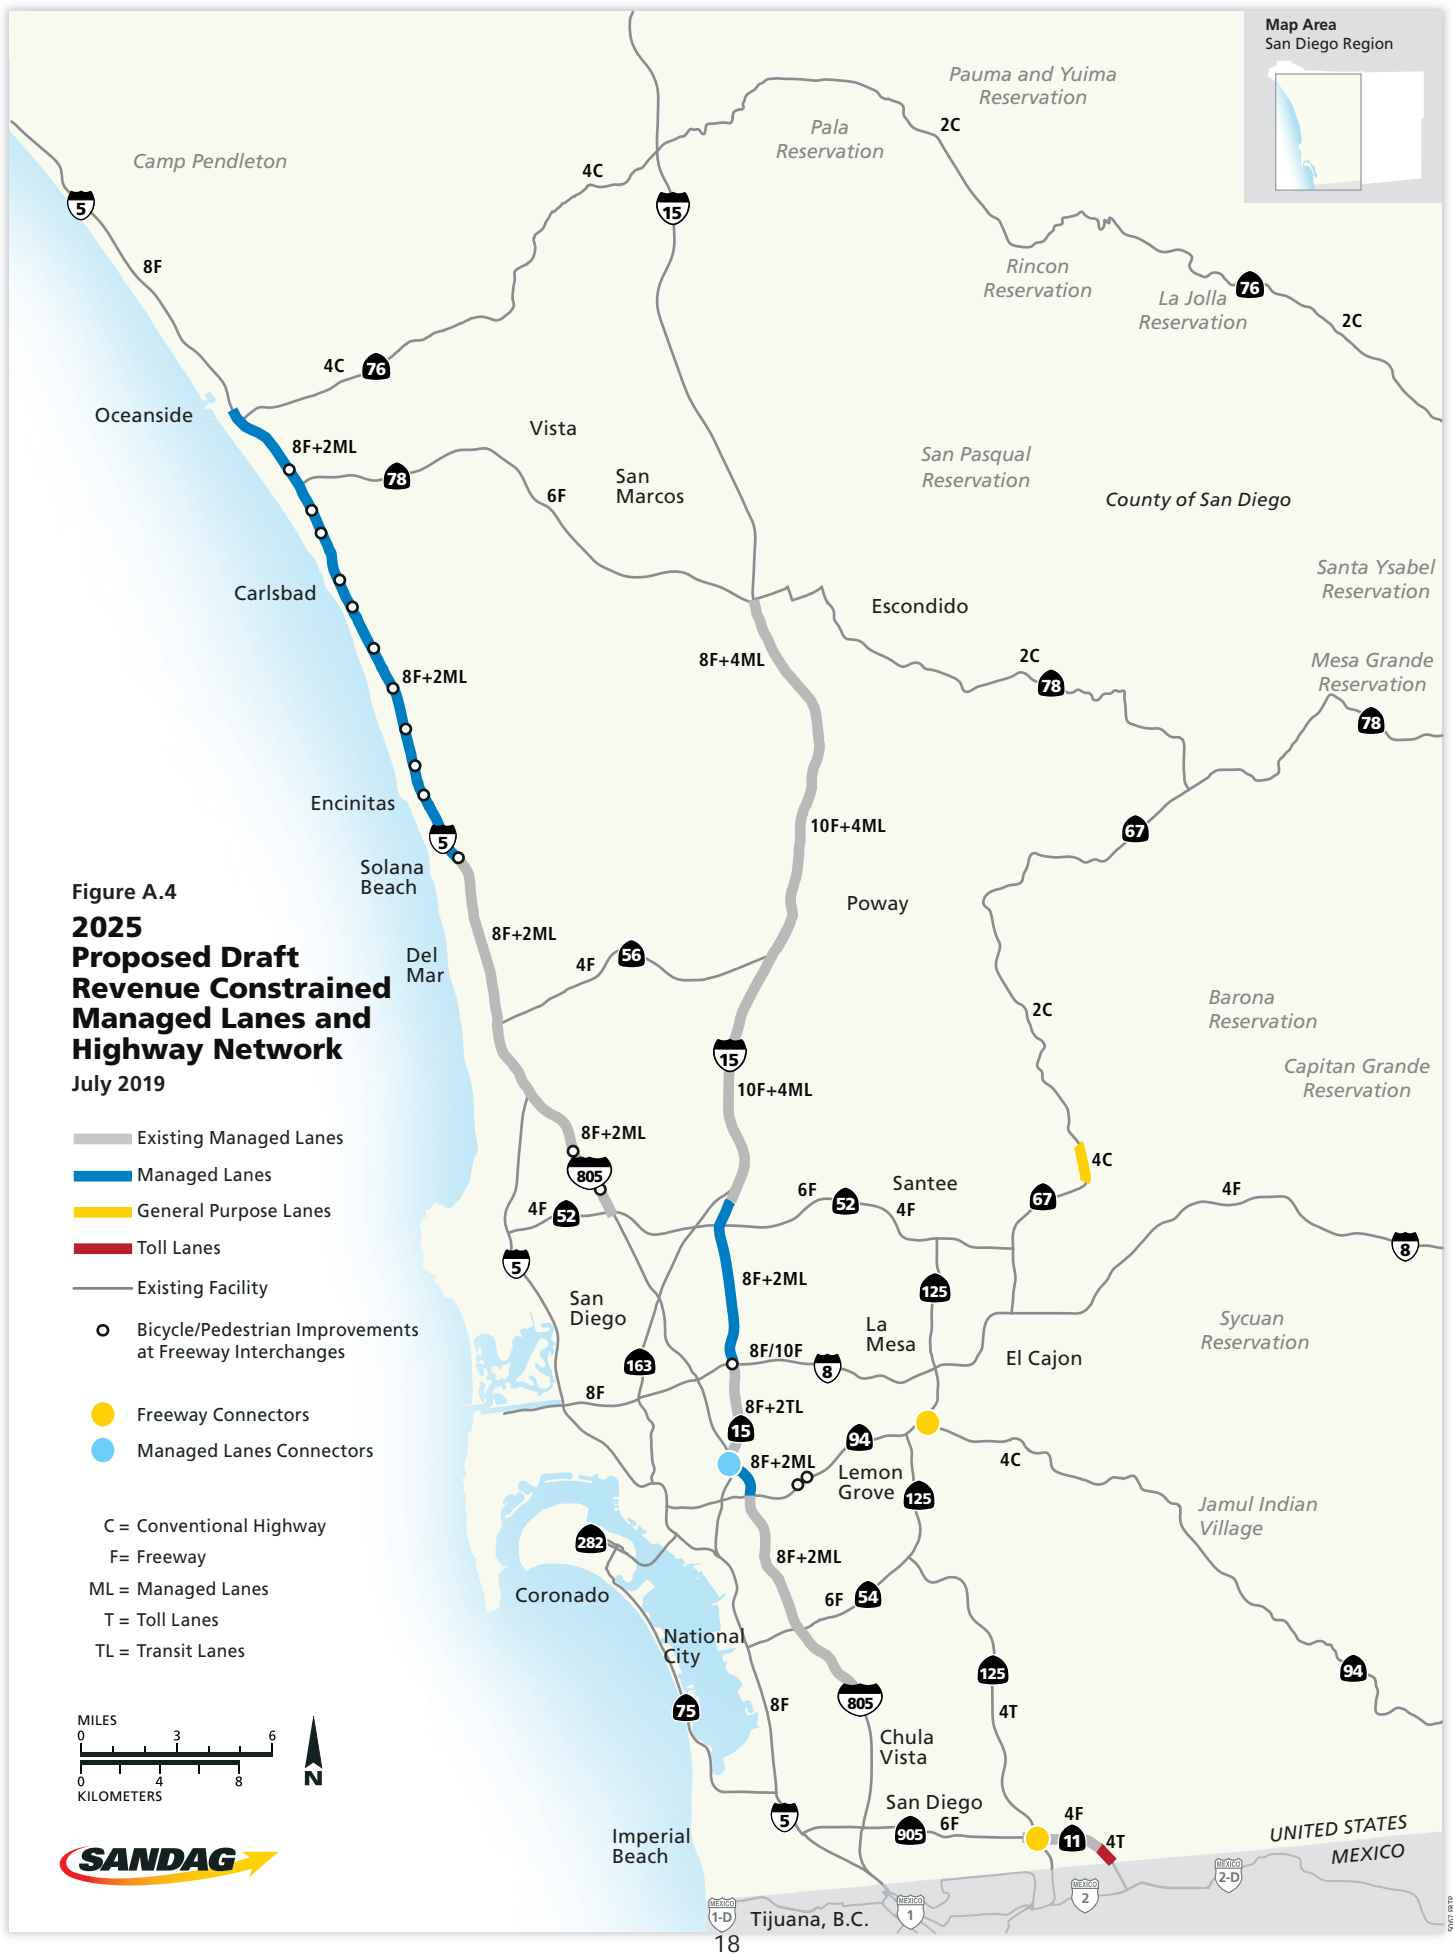 Map Area
San Diego Region
Pauma and Yuima
Reservation
2C
Pala
Reservation
Camp Pendleton
4C
5
15
8F
Rincon
Reservation
La Jolla
Reservation
76
2C
4C
76
Oceanside
Vista
8F+2ML
78
San
Marcos
6F
San Pasqual
Reservation
County of San Diego
Santa Ysabel
Reservation
Carlsbad
Escondido
8F+4ML
2C
78
Mesa Grande
Reservation
78
8F+2ML
Encinitas
10F+4ML
67
5
Solana
Beach
Poway
Figure A.4
2025
Proposed Draft
Revenue Constrained
Managed Lanes and
Highway Network
July 2019
8F+2ML
Del
Mar
4F
56
2C
Barona
Reservation
15
Capitan Grande
Reservation
10F+4ML
8F+2ML
805
4C
Existing Managed Lanes
Managed Lanes
General Purpose Lanes
Toll Lanes
Existing Facility
Bicycle/Pedestrian Improvements
at Freeway Interchanges
Freeway Connectors
Managed Lanes Connectors
6F
52
Santee
4F
67
4F
4F
52
5
8
8F+2ML
125
San
Diego
La
Mesa
Sycuan
Reservation
163
8F/10F
8
El Cajon
8F
8F+2TL
15
94
8F+2ML
Lemon
Grove
4C
125
Jamul Indian
Village
C = Conventional Highway
F= Freeway
ML = Managed Lanes
T = Toll Lanes
TL = Transit Lanes
282
8F+2ML
Coronado
6F
54
National
City
125
94
75
8F
805
4T
Chula
Vista
MILES
0 3 6
0 4 8
KILOMETERS
N
San Diego
5
905
6F
4F
11
4T
Imperial
Beach
UNITED STATES
MEXICO
SANDAG
MEXICO
2-D
MEXICO
2
MEXICO
1-D
Tijuana, B.C.
MEXICO
1
18